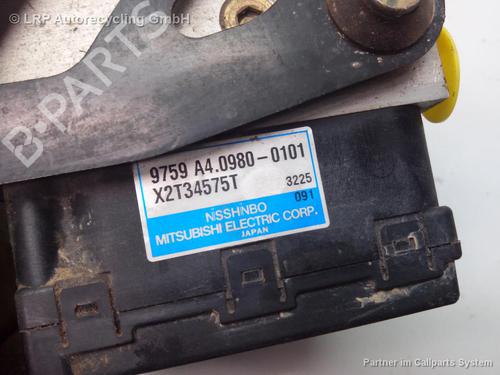 © LRP Autorecycling GmbH
B-PARTS
9759 A4.0980-0101
X2T34575T 3225
091
NISSHINBO
MITSUBISHI ELECTRIC CORP.
JAPAN
Partner im Callparts System